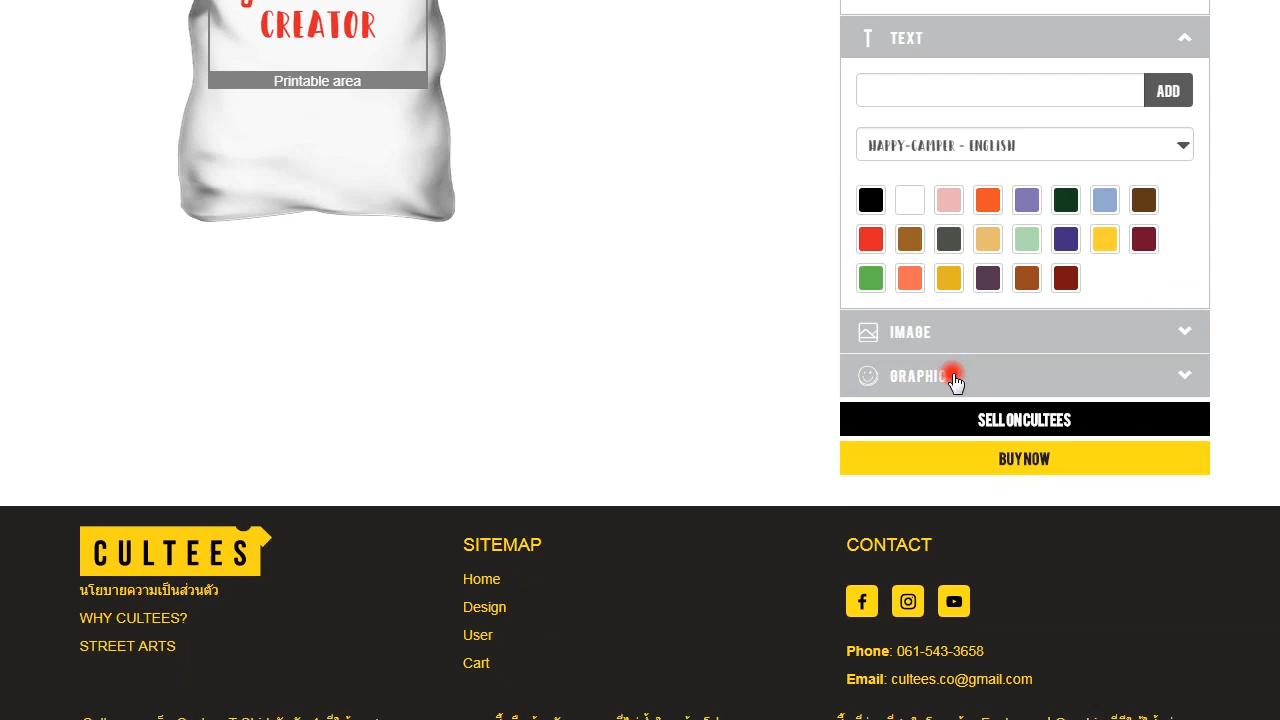 CREATOR
Printable area
TEXT
ADD
HAPPY-CAMPER - ENGLISH
IMAGE
SELL ON CULTEES
BUY NOW
CULTEES
นโยบายความเป็นส่วนตัว
WHY CULTEES?
STREET ARTS
SITEMAP
Home
Design
User
Cart
CONTACT
Phone: 061-543-3658
Email: cultees.co@gmail.com